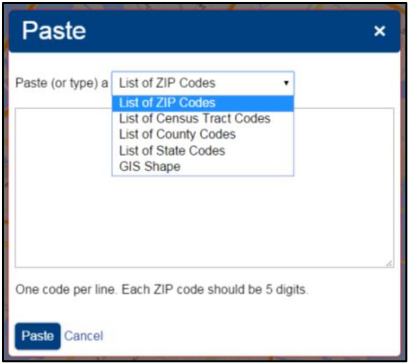 Paste ×
Paste (or type) a List of ZIP Codes
List of ZIP Codes
List of Census Tract Codes
List of County Codes
List of State Codes
GIS Shape
One code per line. Each ZIP code should be 5 digits.
Paste Cancel